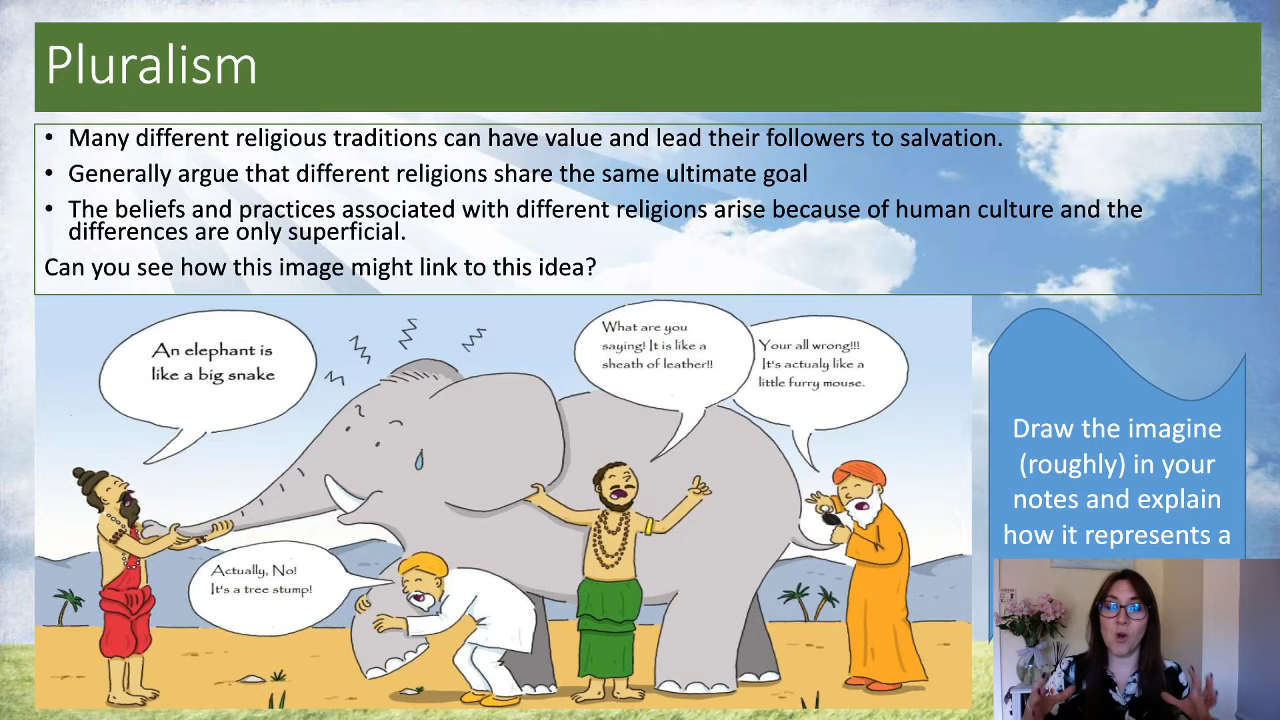 Pluralism
• Many different religious traditions can have value and lead their followers to salvation.
• Generally argue that different religions share the same ultimate goal
• The beliefs and practices associated with different religions arise because of human culture and the
differences are only superficial.
Can you see how this image might link to this idea?
An elephant is
like a big snake
What are you
saying! It is like a
sheath of leather!!
Your all wrong!!!
It's actualy like a
little furry mouse.
Actually, No!
It's a tree stump!
Draw the imagine
(roughly) in your
notes and explain
how it represents a